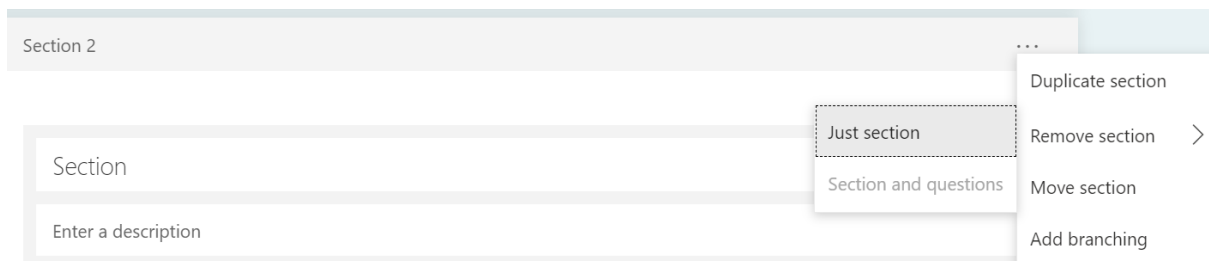 Section 2
...
Duplicate section
Just section
Remove section
Section
Section and questions
Move section
Enter a description
Add branching